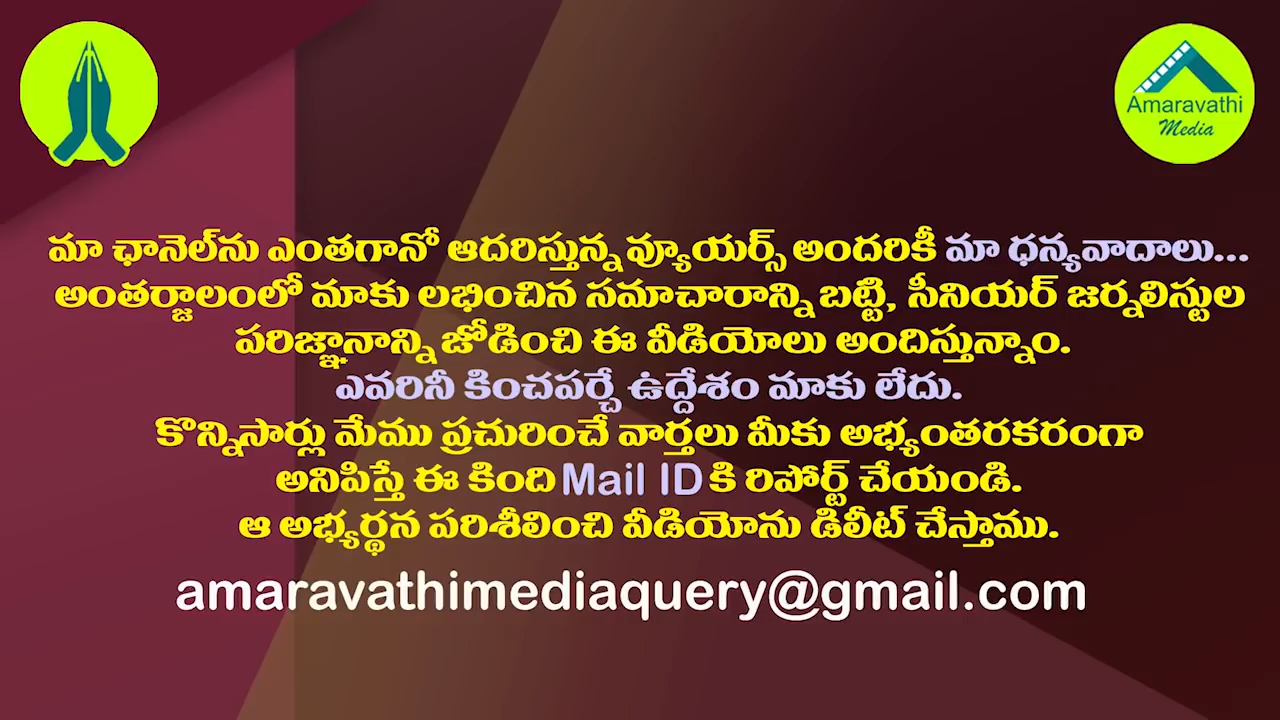 Amaravathi
Media
మా ఛానెల్‌ను ఎంతగానో ఆదరిస్తున్న వ్యూయర్స్ అందరికీ మా ధన్యవాదాలు...
అంతర్జాలంలో మాకు లభించిన సమాచారాన్ని బట్టి, సీనియర్ జర్నలిస్టుల
పరిజ్ఞానాన్ని జోడించి ఈ వీడియోలు అందిస్తున్నాం.
ఎవరినీ కించపర్చే ఉద్దేశం మాకు లేదు.
కొన్నిసార్లు మేము ప్రచురించే వార్తలు మీకు అభ్యంతరకరంగా
అనిపిస్తే ఈ కింది Mail ID కి రిపోర్ట్ చేయండి.
ఆ అభ్యర్థన పరిశీలించి వీడియోను డిలీట్ చేస్తాము.
amaravathimediaquery@gmail.com